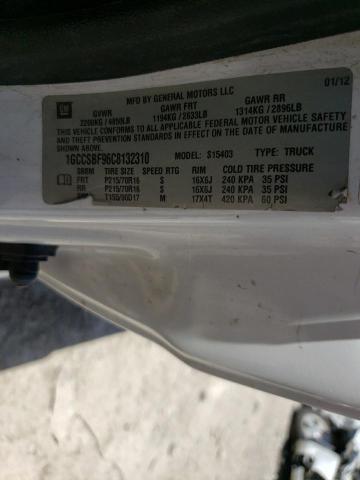 01/12
MFD BY GENERAL MOTORS LLC
GM
GVWR GAWR FRT GAWR RR
2200KG / 4850LB 1194KG / 2633LB 1314KG / 2896LB
THIS VEHICLE CONFORMS TO ALL APPLICABLE FEDERAL MOTOR VEHICLE SAFETY, BUMPER, AND THEFT PREVENTION STANDARDS IN EFFECT ON THE DATE OF MANUFACTURE
SHOWN ABOVE.
1GCCSBF96C8132310 MODEL: S15403 TYPE: TRUCK
SBRM TIRE SIZE SPEED RTG RIM COLD TIRE PRESSURE
FRT P215/70R16 S 16X6J 240 KPA 35 PSI
RR P215/70R16 S 16X6J 240 KPA 35 PSI
T155/90D17 M 17X4T 420 KPA 60 PSI